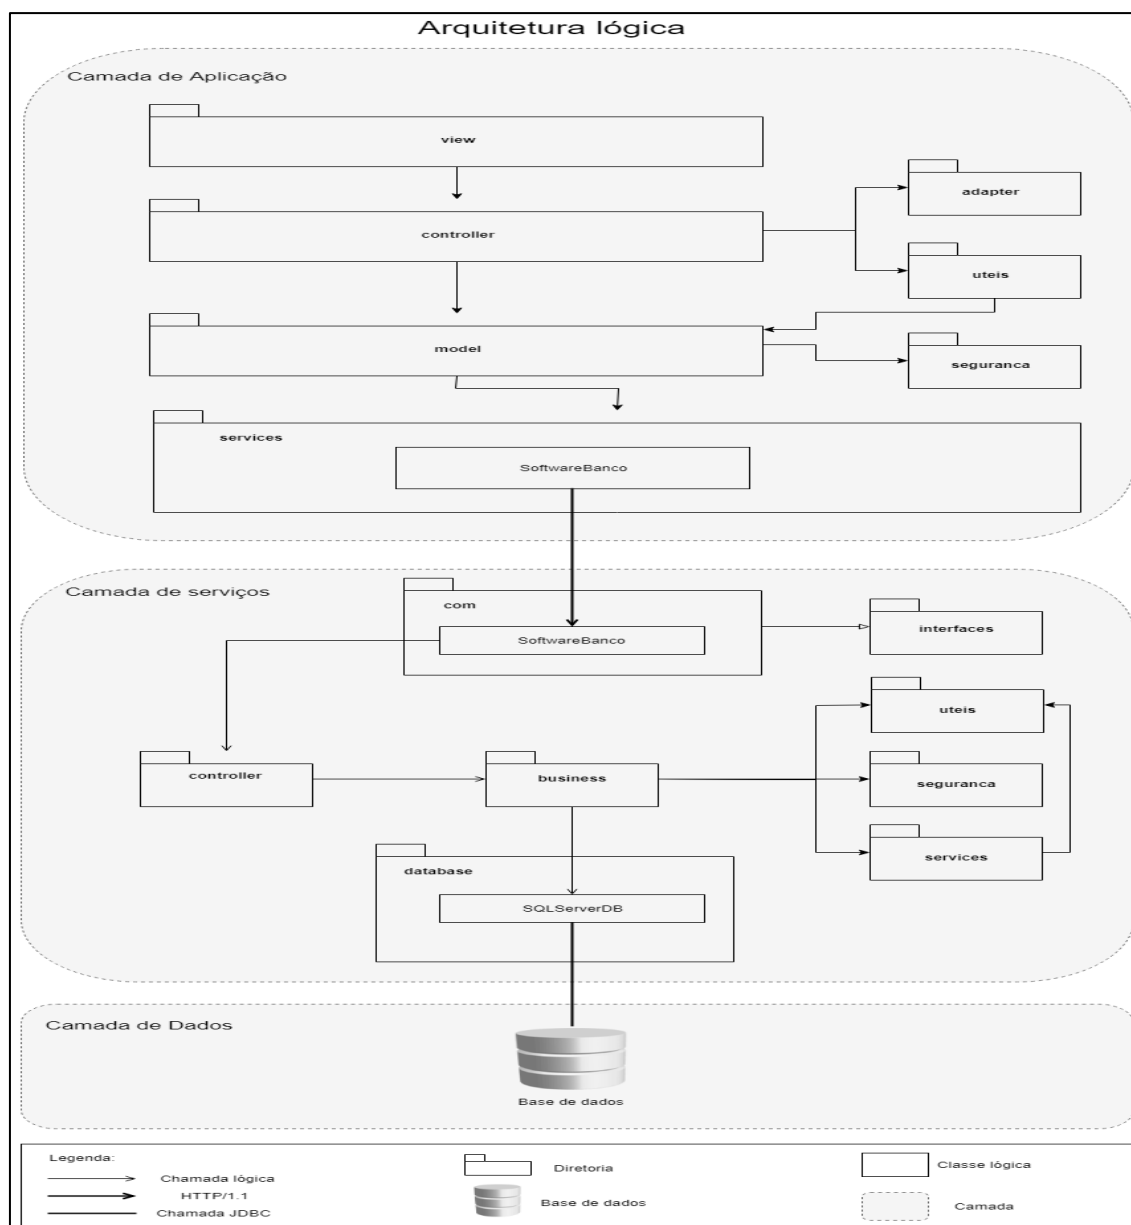 Arquitetura lógica
Camada de Aplicação
view
adapter
controller
uteis
model
seguranca
services
SoftwareBanco
Camada de serviços
com
interfaces
SoftwareBanco
uteis
controller
business
seguranca
services
database
SQLServerDB
Camada de Dados
Base de dados
Legenda:
Chamada lógica
HTTP/1.1
Chamada JDBC
Diretoria
Base de dados
Classe lógica
Camada